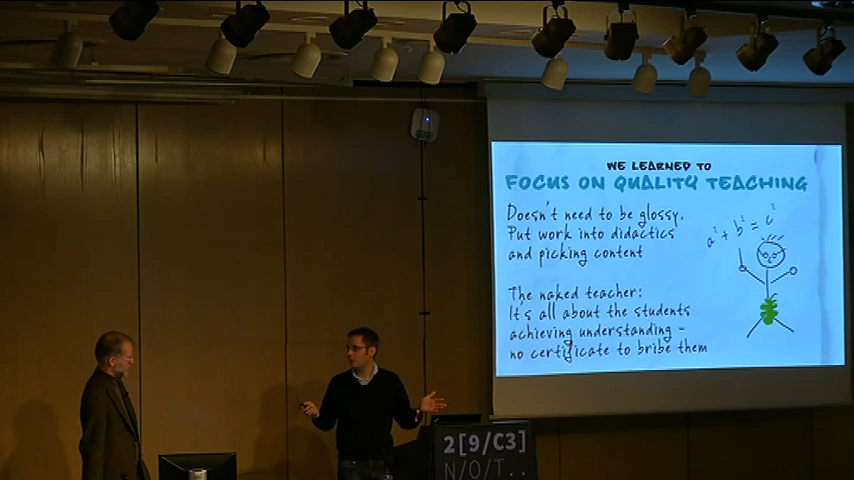 WE LEARNED TO
FOCUS ON QUALITY TEACHING
Doesn't need to be glossy.
Put work into didactics
and picking content
a² + b² = c²
The naked teacher:
It's all about the students
achieving understanding -
no certificate to bribe them
2[9/C3]
N/O/T..